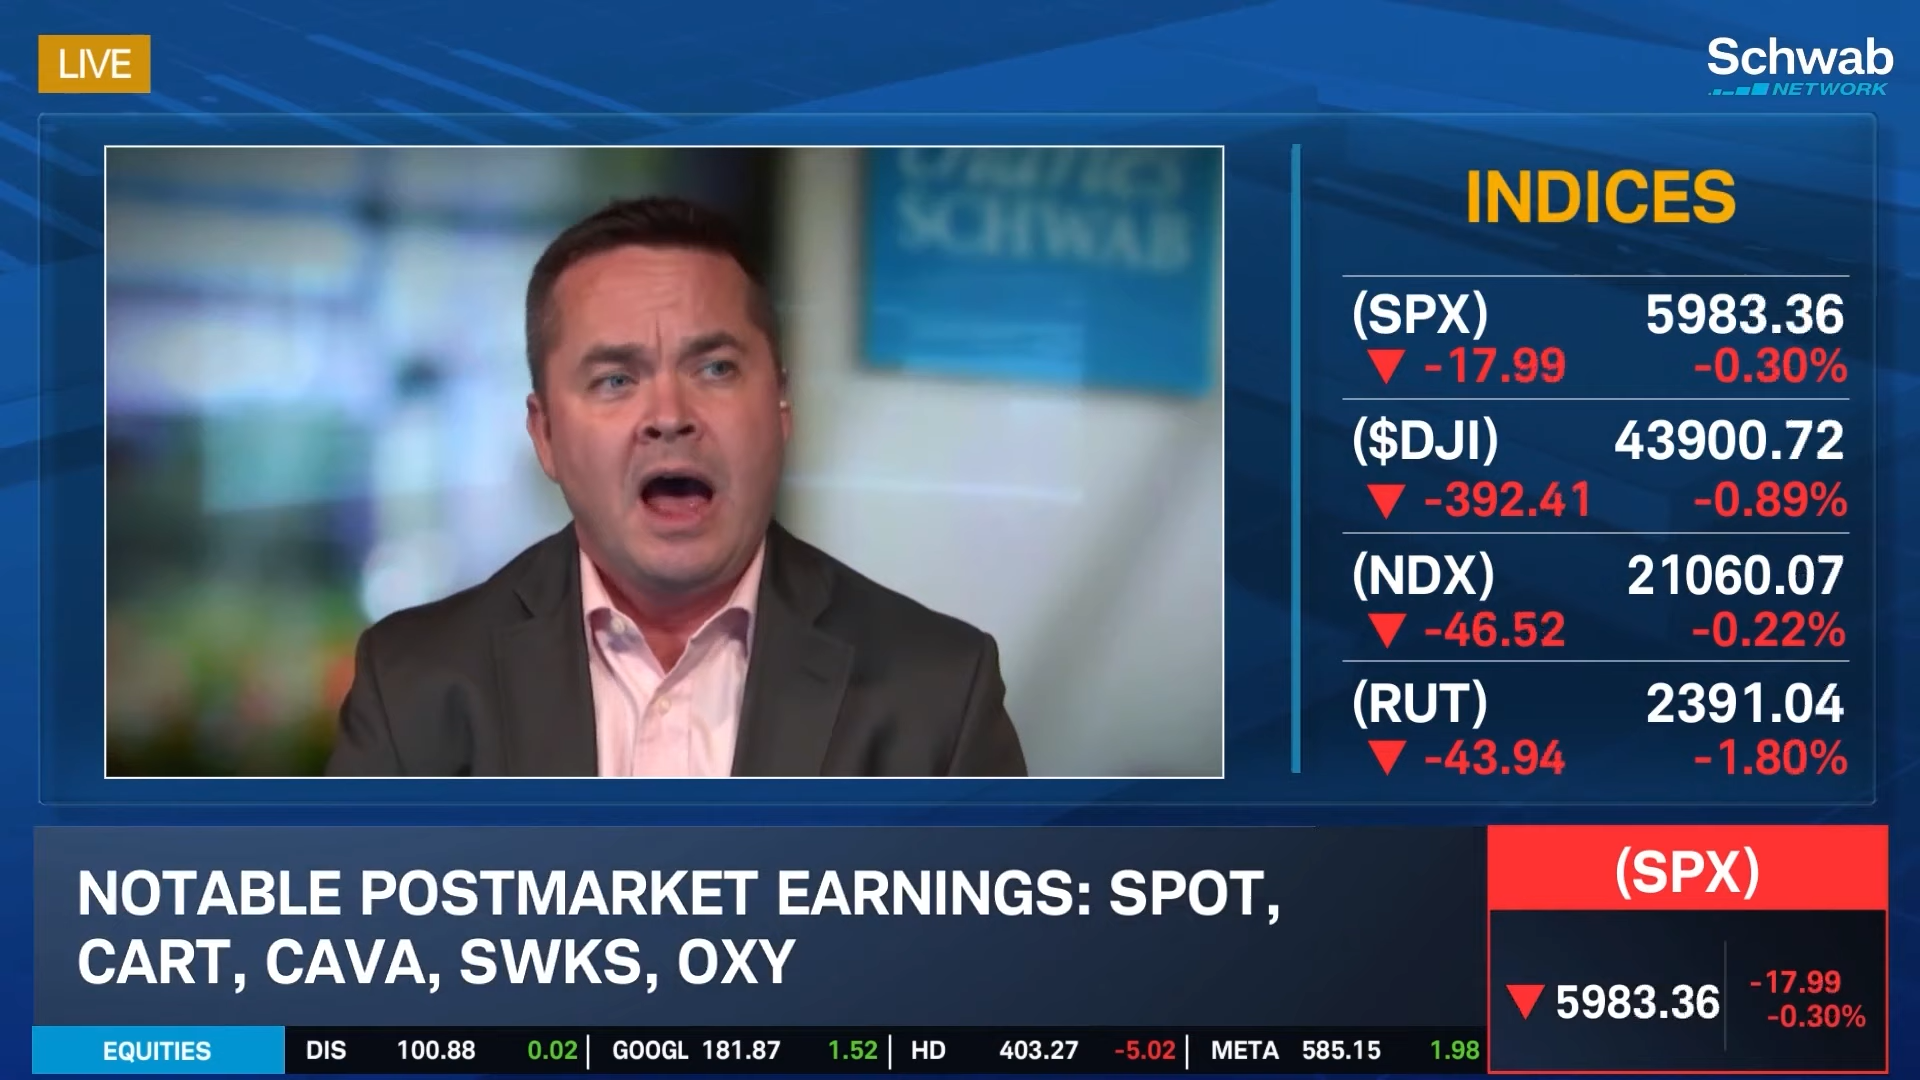 LIVE
Schwab
NETWORK
charles
SCHWAB
INDICES
(SPX) 5983.36
▼ -17.99 -0.30%
($DJI) 43900.72
▼ -392.41 -0.89%
(NDX) 21060.07
▼ -46.52 -0.22%
(RUT) 2391.04
▼ -43.94 -1.80%
NOTABLE POSTMARKET EARNINGS: SPOT,
CART, CAVA, SWKS, OXY
(SPX)
▼ 5983.36 -17.99
-0.30%
EQUITIES DIS 100.88 0.02 GOOGL 181.87 1.52 HD 403.27 -5.02 META 585.15 1.98